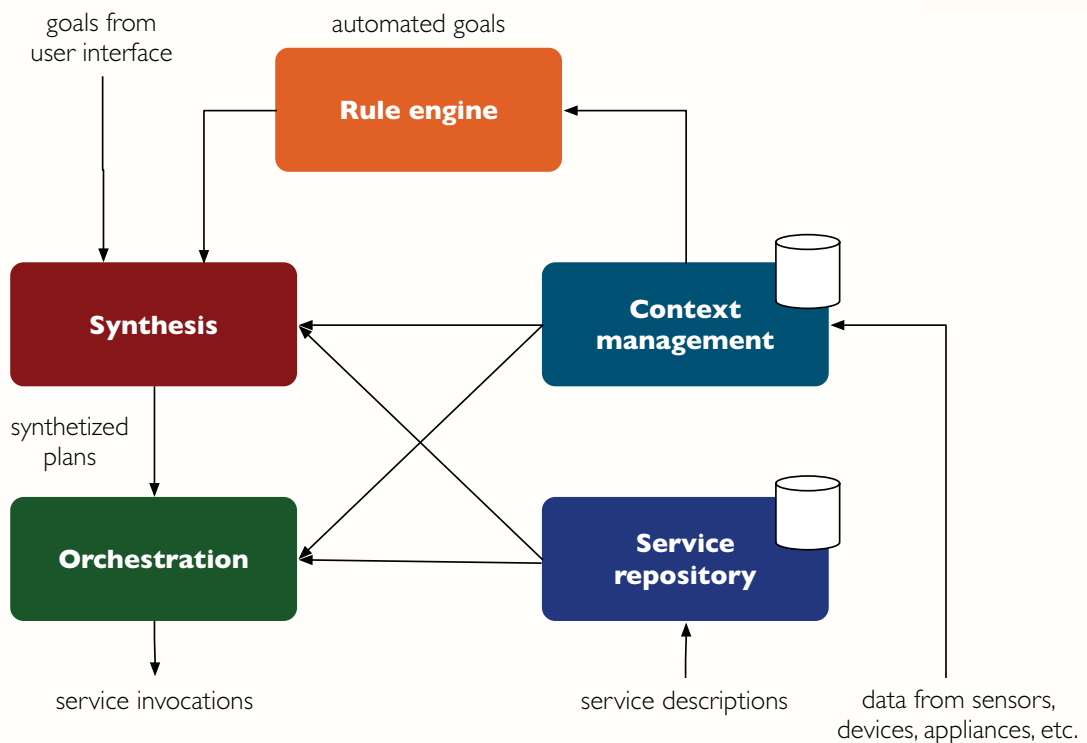 goals from
user interface
automated goals
Rule engine
Synthesis
Context
management
synthetized
plans
Orchestration
Service
repository
service invocations
service descriptions
data from sensors,
devices, appliances, etc.